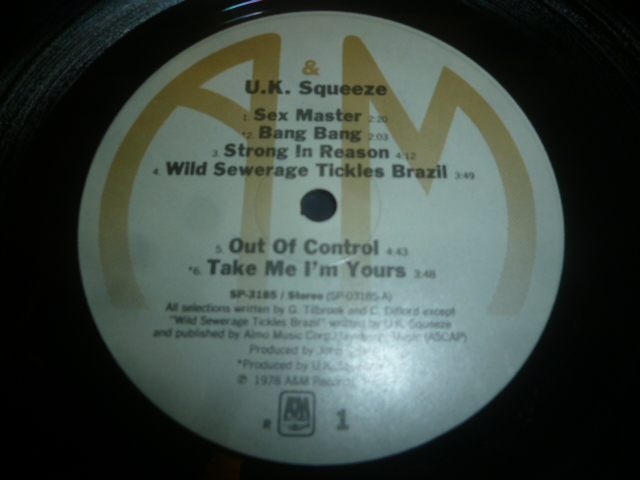 &
U.K. Squeeze
1. Sex Master 2:20
*2. Bang Bang 2:03
3. Strong In Reason 4:12
4. Wild Sewerage Tickles Brazil 3:49
5. Out Of Control 4:43
*6. Take Me I'm Yours 3:48
SP-3185 / Stereo (SP-03185-A)
All selections written by G. Tilbrook and C. Difford except
"Wild Sewerage Tickles Brazil" written by U.K. Squeeze
and published by Almo Music Corp. Music (ASCAP)
Produced by John
*Produced by U.K.
℗ 1978 A&M Records
R 1